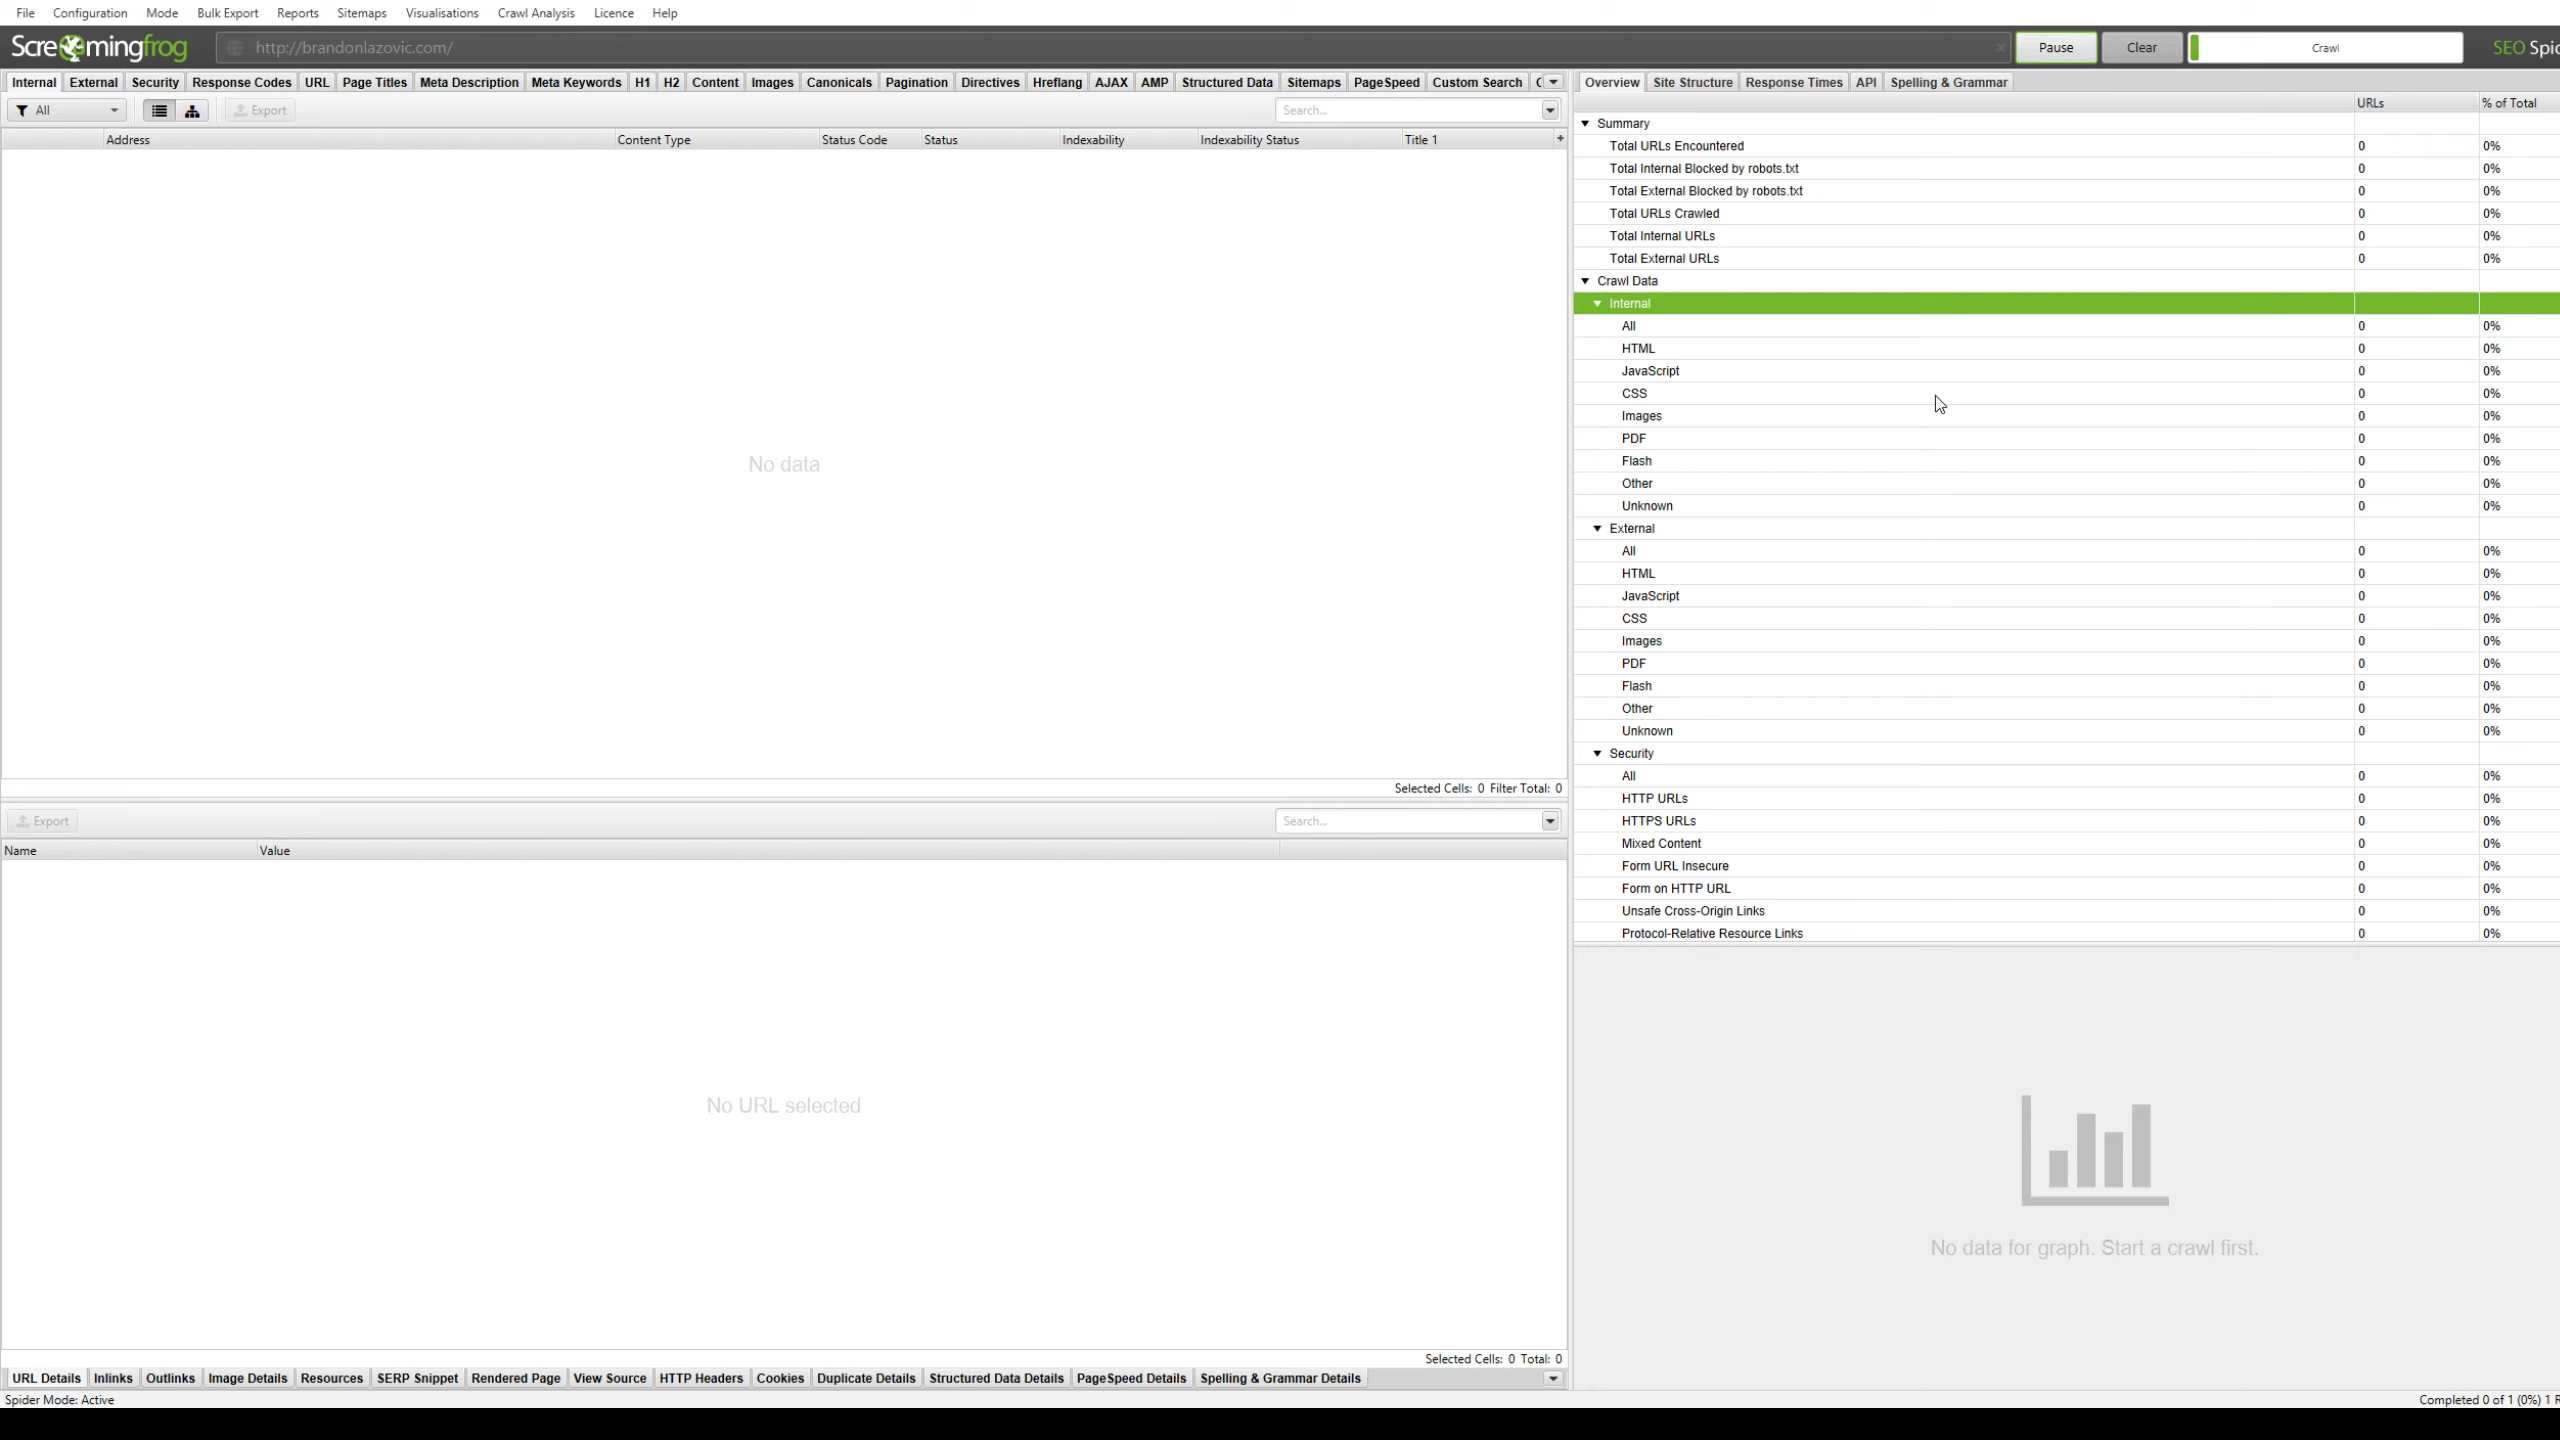 File Configuration Mode Bulk Export Reports Sitemaps Visualisations Crawl Analysis Licence Help
Screamingfrog http://brandonlazovic.com/ Pause Clear Crawl SEO
Internal External Security Response Codes URL Page Titles Meta Description Meta Keywords H1 H2 Content Images Canonicals Pagination Directives Hreflang AJAX AMP Structured Data Sitemaps PageSpeed Custom Search
All Export Search...
Address Content Type Status Code Status Indexability Indexability Status Title 1 +
No data
Selected Cells: 0 Filter Total: 0
Export Search...
Name Value
No URL selected
Selected Cells: 0 Total: 0
URL Details Inlinks Outlinks Image Details Resources SERP Snippet Rendered Page View Source HTTP Headers Cookies Duplicate Details Structured Data Details PageSpeed Details Spelling & Grammar Details
Overview Site Structure Response Times API Spelling & Grammar
URLs % of Total
Summary
Total URLs Encountered 0 0%
Total Internal Blocked by robots.txt 0 0%
Total External Blocked by robots.txt 0 0%
Total URLs Crawled 0 0%
Total Internal URLs 0 0%
Total External URLs 0 0%
Crawl Data
Internal
All 0 0%
HTML 0 0%
JavaScript 0 0%
CSS 0 0%
Images 0 0%
PDF 0 0%
Flash 0 0%
Other 0 0%
Unknown 0 0%
External
All 0 0%
HTML 0 0%
JavaScript 0 0%
CSS 0 0%
Images 0 0%
PDF 0 0%
Flash 0 0%
Other 0 0%
Unknown 0 0%
Security
All 0 0%
HTTP URLs 0 0%
HTTPS URLs 0 0%
Mixed Content 0 0%
Form URL Insecure 0 0%
Form on HTTP URL 0 0%
Unsafe Cross-Origin Links 0 0%
Protocol-Relative Resource Links 0 0%
No data for graph. Start a crawl first.
Spider Mode: Active Completed 0 of 1 (0%) 1